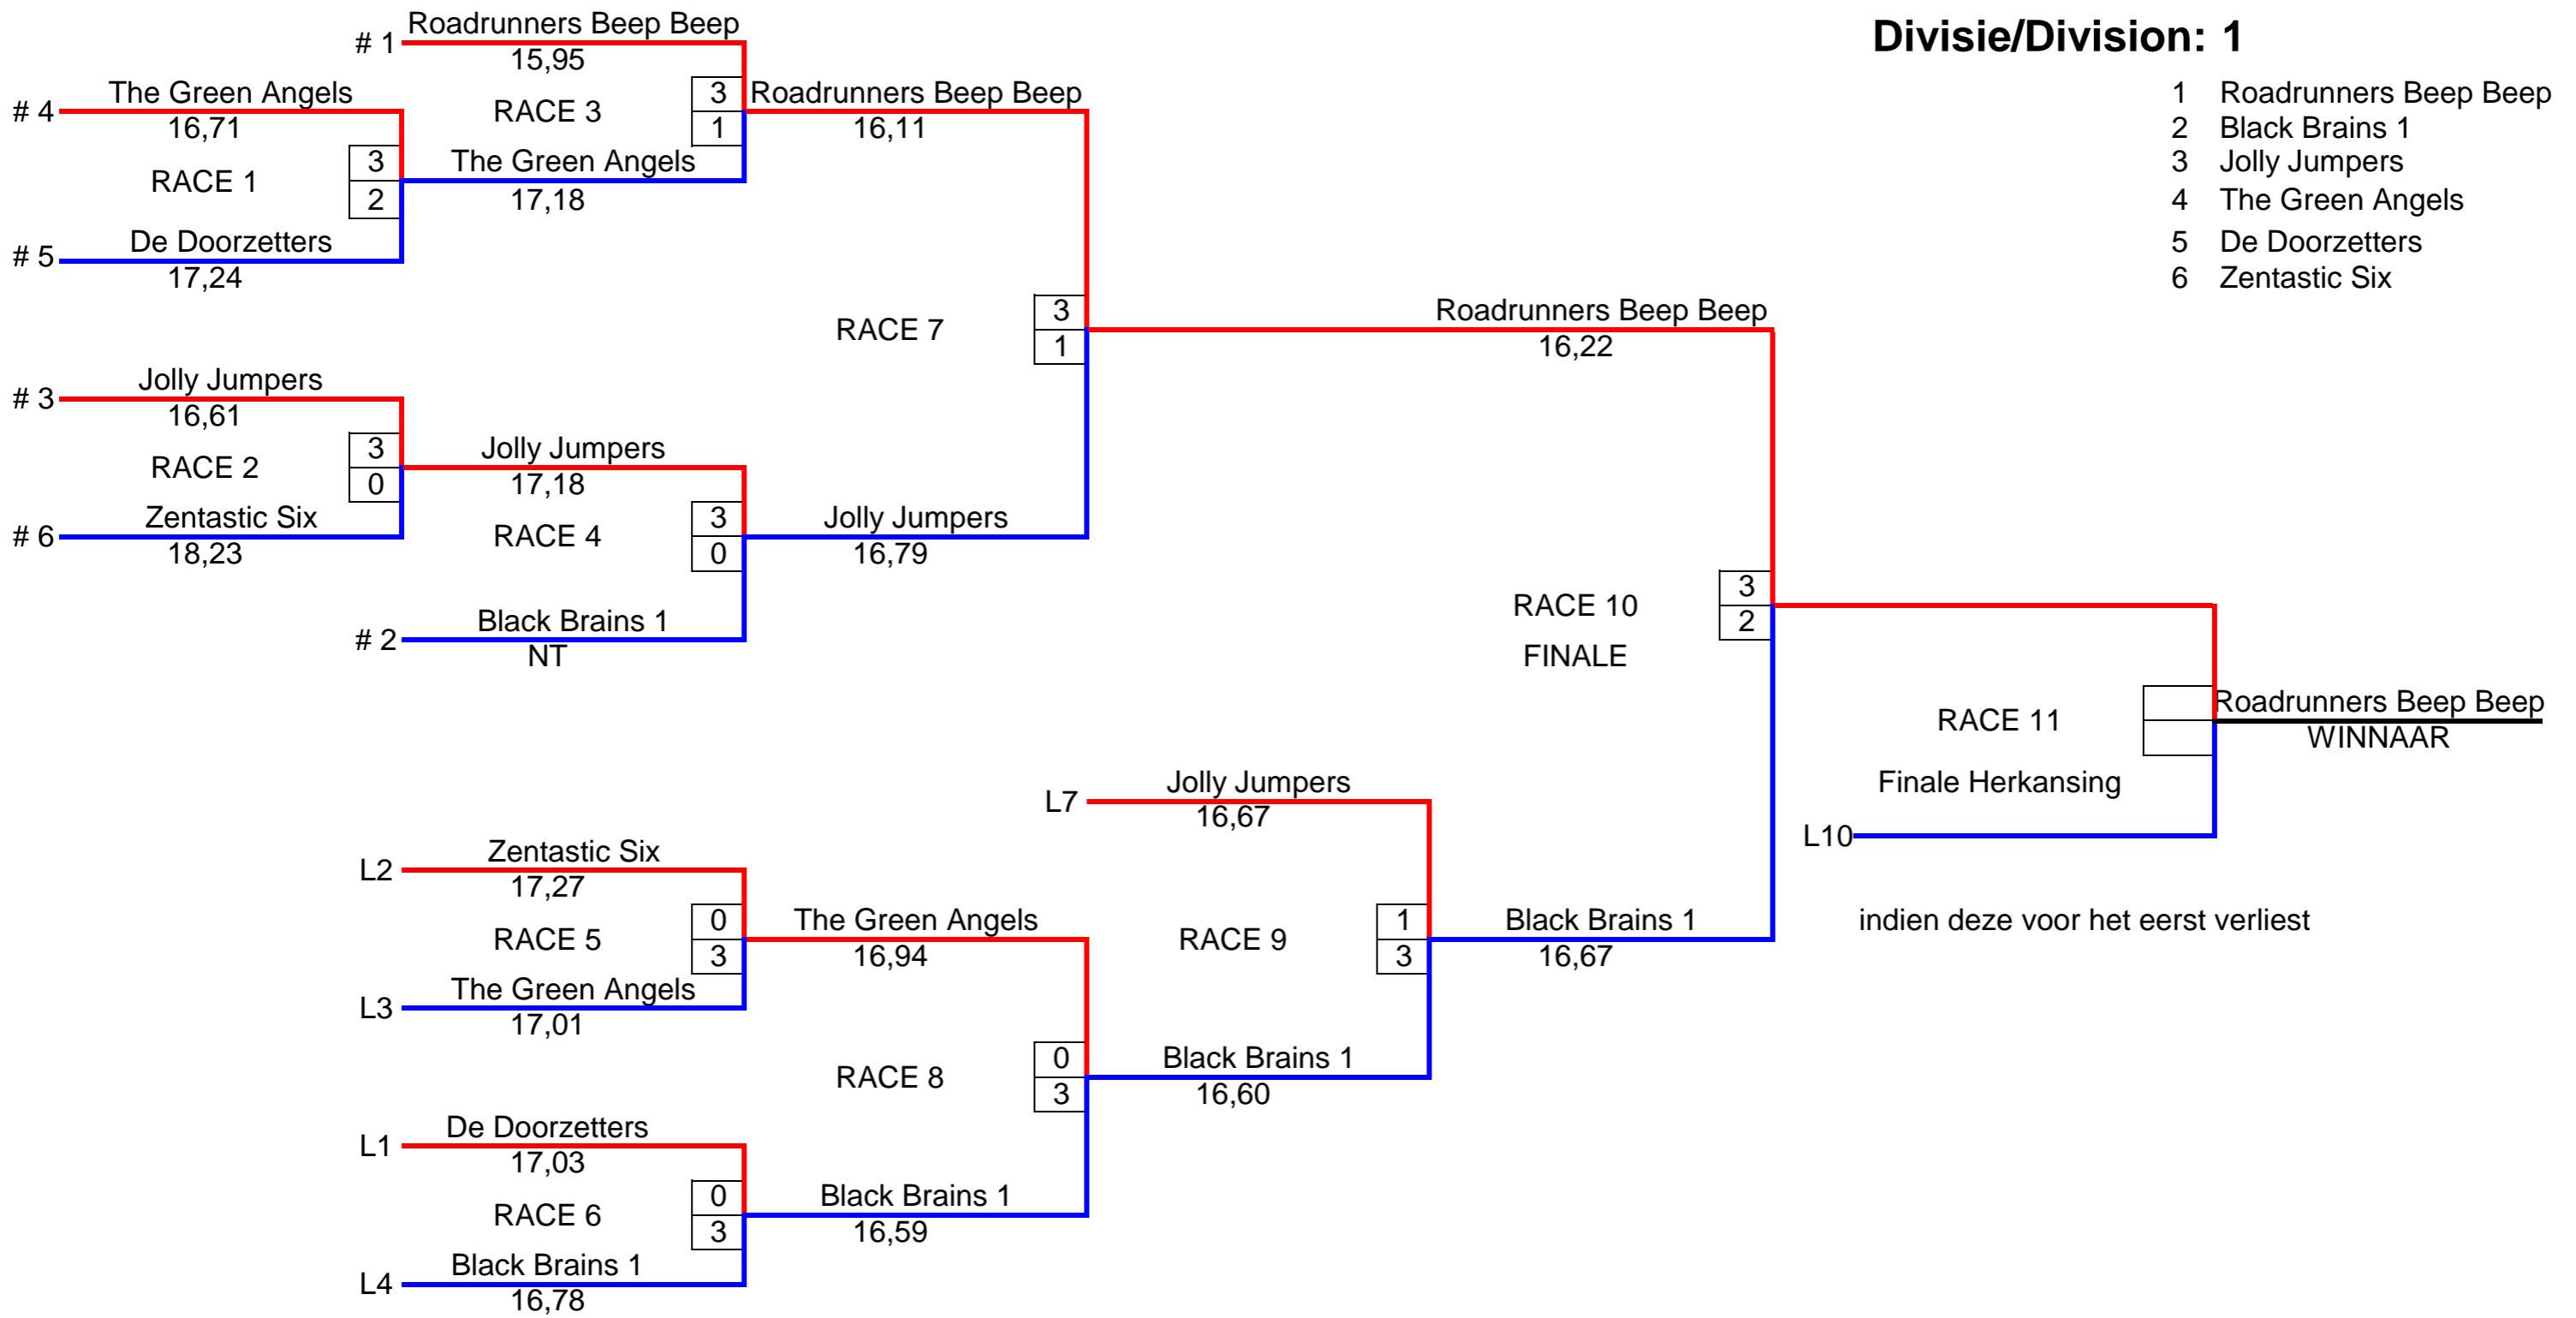 Divisie/Division: 1
1 Roadrunners Beep Beep
2 Black Brains 1
3 Jolly Jumpers
4 The Green Angels
5 De Doorzetters
6 Zentastic Six
# 1 Roadrunners Beep Beep
15,95
RACE 3
3
1
The Green Angels
17,18
# 4 The Green Angels
16,71
RACE 1
3
2
# 5 De Doorzetters
17,24
# 3 Jolly Jumpers
16,61
RACE 2
3
0
# 6 Zentastic Six
18,23
Jolly Jumpers
17,18
RACE 4
3
0
# 2 Black Brains 1
NT
Roadrunners Beep Beep
16,11
RACE 7
3
1
Jolly Jumpers
16,79
Roadrunners Beep Beep
16,22
RACE 10
3
2
FINALE
L2 Zentastic Six
17,27
RACE 5
0
3
L3 The Green Angels
17,01
L1 De Doorzetters
17,03
RACE 6
0
3
L4 Black Brains 1
16,78
The Green Angels
16,94
RACE 8
0
3
Black Brains 1
16,59
L7 Jolly Jumpers
16,67
RACE 9
1
3
Black Brains 1
16,60
Black Brains 1
16,67
RACE 11
Finale Herkansing
L10
Roadrunners Beep Beep
WINNAAR
indien deze voor het eerst verliest